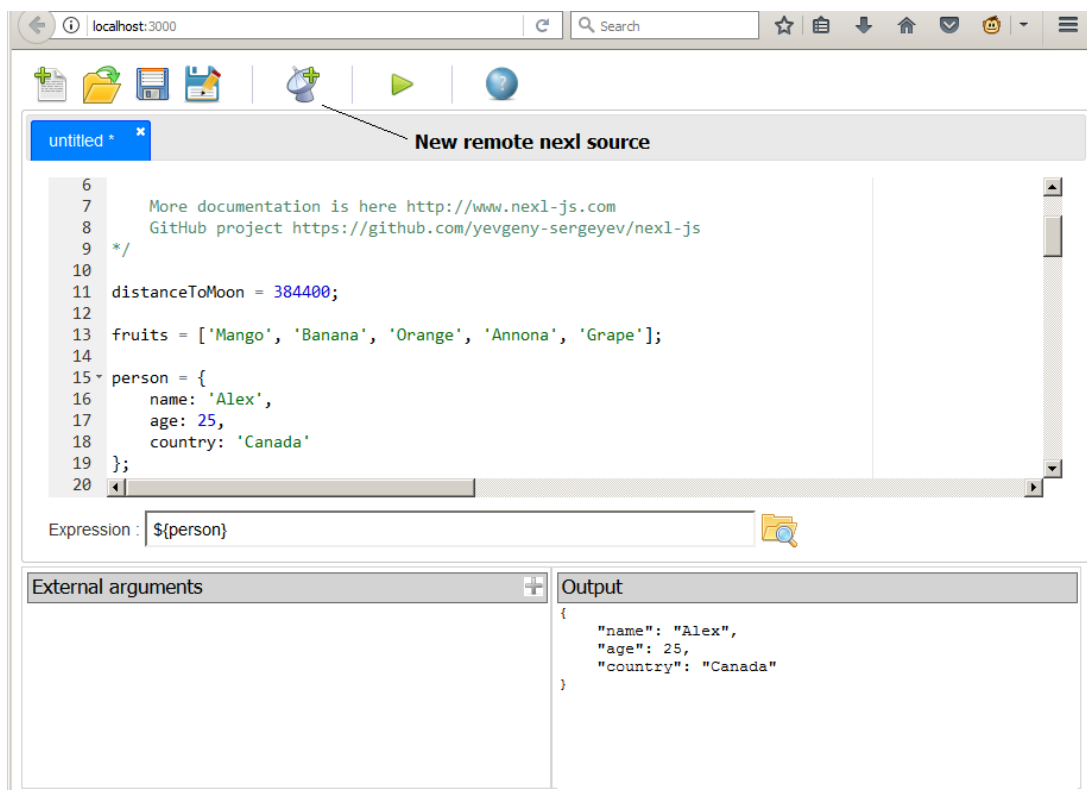 localhost:3000
Search
New remote nexl source
untitled *
6
7 More documentation is here http://www.nexl-js.com
8 GitHub project https://github.com/yevgeny-sergeyev/nexl-js
9 */
10
11 distanceToMoon = 384400;
12
13 fruits = ['Mango', 'Banana', 'Orange', 'Annona', 'Grape'];
14
15 person = {
16 name: 'Alex',
17 age: 25,
18 country: 'Canada'
19 };
20
Expression : ${person}
External arguments
Output
{
"name": "Alex",
"age": 25,
"country": "Canada"
}